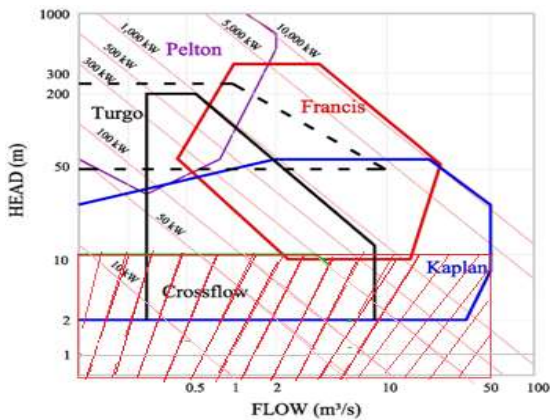 1000
300
200
50
10
2
1
HEAD (m)
1,000 kW
5,000 kW
10,000 kW
500 kW
300 kW
100 kW
50 kW
10 kW
Pelton
Turgo
Francis
Kaplan
Crossflow
0.5 1 2 10 50 100
FLOW (m³/s)